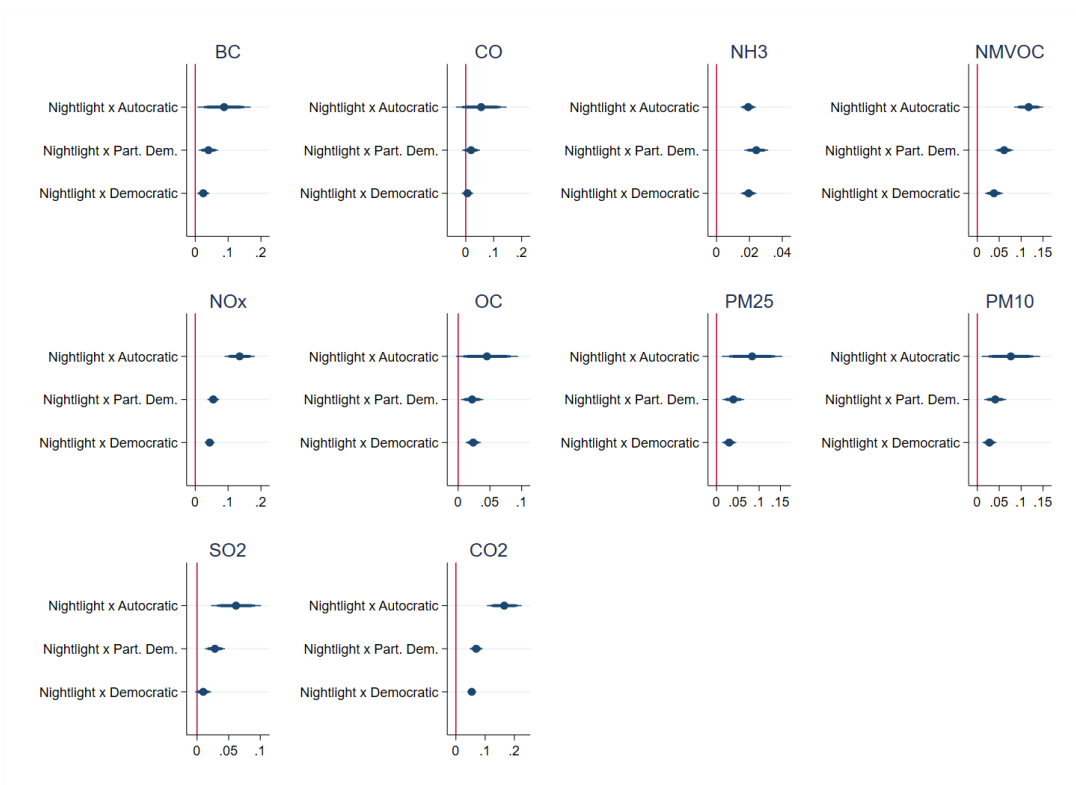 BC
Nightlight x Autocratic
Nightlight x Part. Dem.
Nightlight x Democratic
0 .1 .2
CO
Nightlight x Autocratic
Nightlight x Part. Dem.
Nightlight x Democratic
0 .1 .2
NH3
Nightlight x Autocratic
Nightlight x Part. Dem.
Nightlight x Democratic
0 .02 .04
NMVOC
Nightlight x Autocratic
Nightlight x Part. Dem.
Nightlight x Democratic
0 .05 .1 .15
NOx
Nightlight x Autocratic
Nightlight x Part. Dem.
Nightlight x Democratic
0 .1 .2
OC
Nightlight x Autocratic
Nightlight x Part. Dem.
Nightlight x Democratic
0 .05 .1
PM25
Nightlight x Autocratic
Nightlight x Part. Dem.
Nightlight x Democratic
0 .05 .1 .15
PM10
Nightlight x Autocratic
Nightlight x Part. Dem.
Nightlight x Democratic
0 .05 .1 .15
SO2
Nightlight x Autocratic
Nightlight x Part. Dem.
Nightlight x Democratic
0 .05 .1
CO2
Nightlight x Autocratic
Nightlight x Part. Dem.
Nightlight x Democratic
0 .1 .2